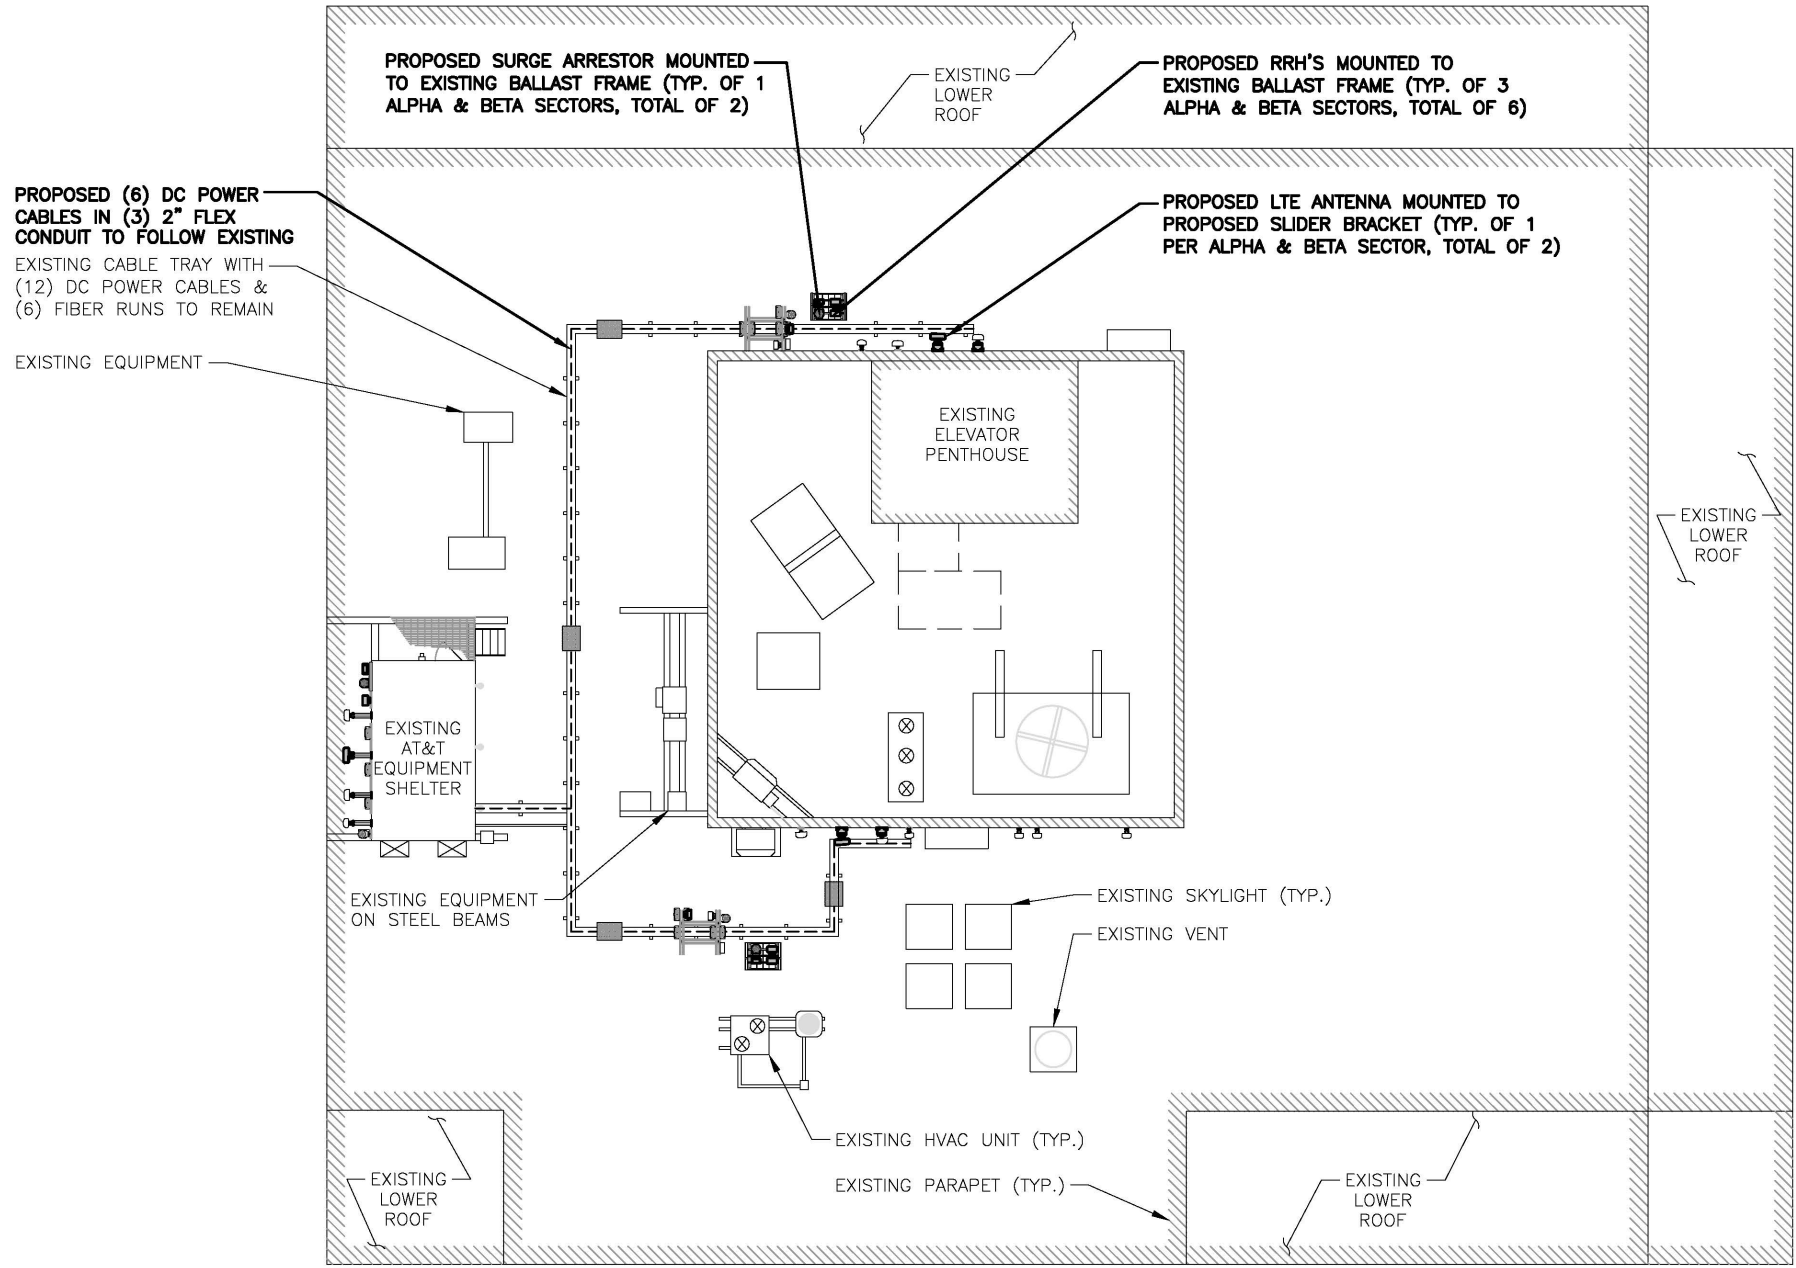 PROPOSED SURGE ARRESTOR MOUNTED
TO EXISTING BALLAST FRAME (TYP. OF 1
ALPHA & BETA SECTORS, TOTAL OF 2)
EXISTING
LOWER
ROOF
PROPOSED RRH'S MOUNTED TO
EXISTING BALLAST FRAME (TYP. OF 3
ALPHA & BETA SECTORS, TOTAL OF 6)
PROPOSED (6) DC POWER
CABLES IN (3) 2" FLEX
CONDUIT TO FOLLOW EXISTING
EXISTING CABLE TRAY WITH
(12) DC POWER CABLES &
(6) FIBER RUNS TO REMAIN
EXISTING EQUIPMENT
PROPOSED LTE ANTENNA MOUNTED TO
PROPOSED SLIDER BRACKET (TYP. OF 1
PER ALPHA & BETA SECTOR, TOTAL OF 2)
EXISTING
ELEVATOR
PENTHOUSE
EXISTING
LOWER
ROOF
EXISTING
AT&T
EQUIPMENT
SHELTER
EXISTING EQUIPMENT
ON STEEL BEAMS
EXISTING SKYLIGHT (TYP.)
EXISTING VENT
EXISTING HVAC UNIT (TYP.)
EXISTING PARAPET (TYP.)
EXISTING
LOWER
ROOF
EXISTING
LOWER
ROOF